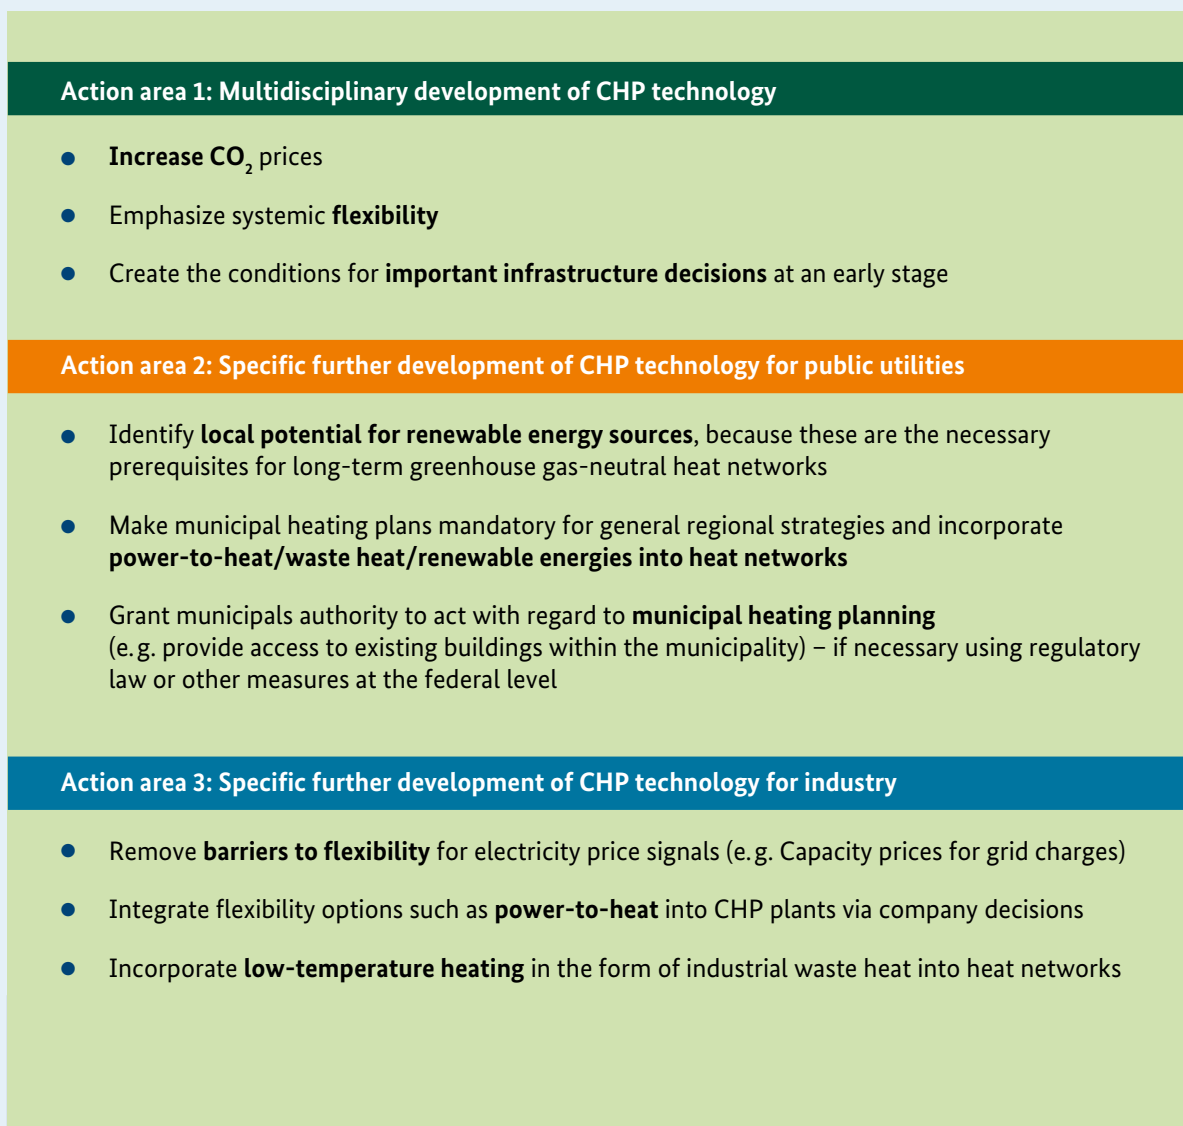 Action area 1: Multidisciplinary development of CHP technology
● Increase CO₂ prices
● Emphasize systemic flexibility
● Create the conditions for important infrastructure decisions at an early stage
Action area 2: Specific further development of CHP technology for public utilities
● Identify local potential for renewable energy sources, because these are the necessary
prerequisites for long-term greenhouse gas-neutral heat networks
● Make municipal heating plans mandatory for general regional strategies and incorporate
power-to-heat/waste heat/renewable energies into heat networks
● Grant municipals authority to act with regard to municipal heating planning
(e. g. provide access to existing buildings within the municipality) – if necessary using regulatory
law or other measures at the federal level
Action area 3: Specific further development of CHP technology for industry
● Remove barriers to flexibility for electricity price signals (e. g. Capacity prices for grid charges)
● Integrate flexibility options such as power-to-heat into CHP plants via company decisions
● Incorporate low-temperature heating in the form of industrial waste heat into heat networks